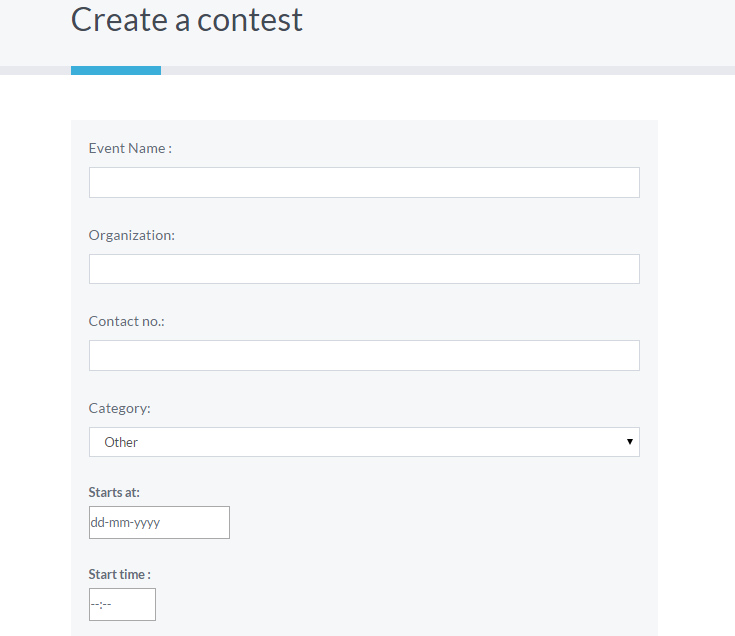 Create a contest
Event Name :
Organization:
Contact no.:
Category:
Other
Starts at:
dd-mm-yyyy
Start time :
--:--